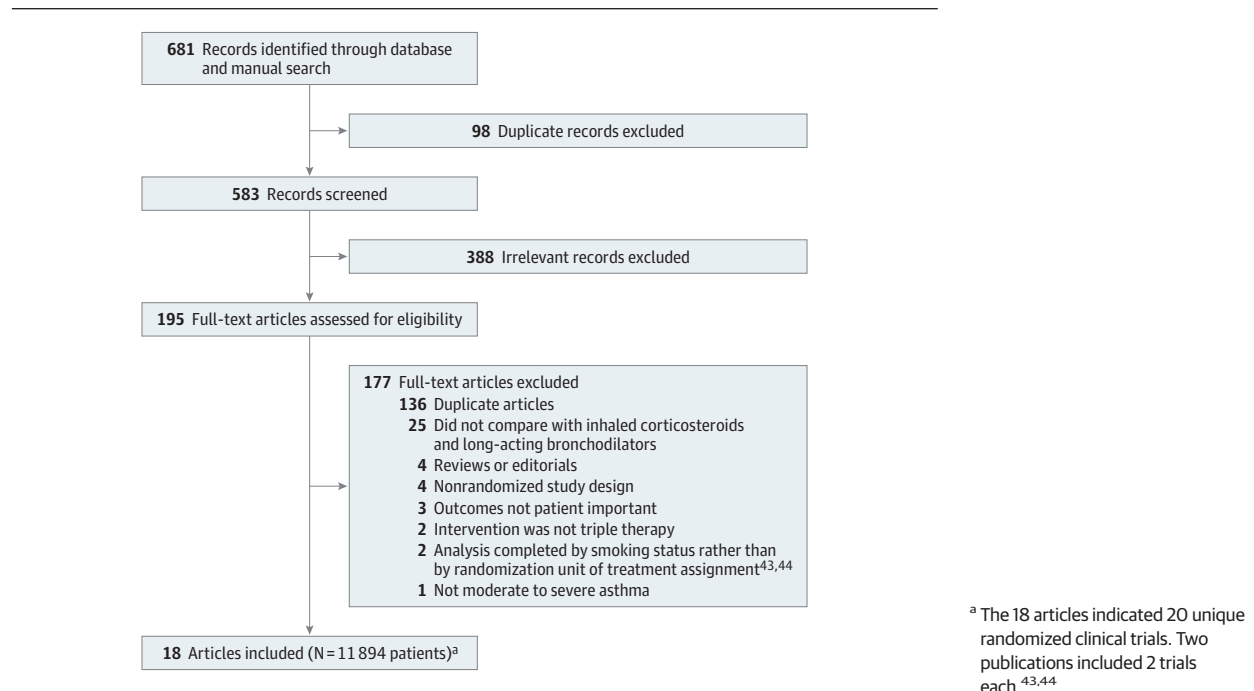 681 Records identified through database
and manual search
98 Duplicate records excluded
583 Records screened
388 Irrelevant records excluded
195 Full-text articles assessed for eligibility
177 Full-text articles excluded
136 Duplicate articles
25 Did not compare with inhaled corticosteroids
and long-acting bronchodilators
4 Reviews or editorials
4 Nonrandomized study design
3 Outcomes not patient important
2 Intervention was not triple therapy
2 Analysis completed by smoking status rather than
by randomization unit of treatment assignment43,44
1 Not moderate to severe asthma
18 Articles included (N = 11 894 patients)a
a The 18 articles indicated 20 unique
randomized clinical trials. Two
publications included 2 trials
each.43,44